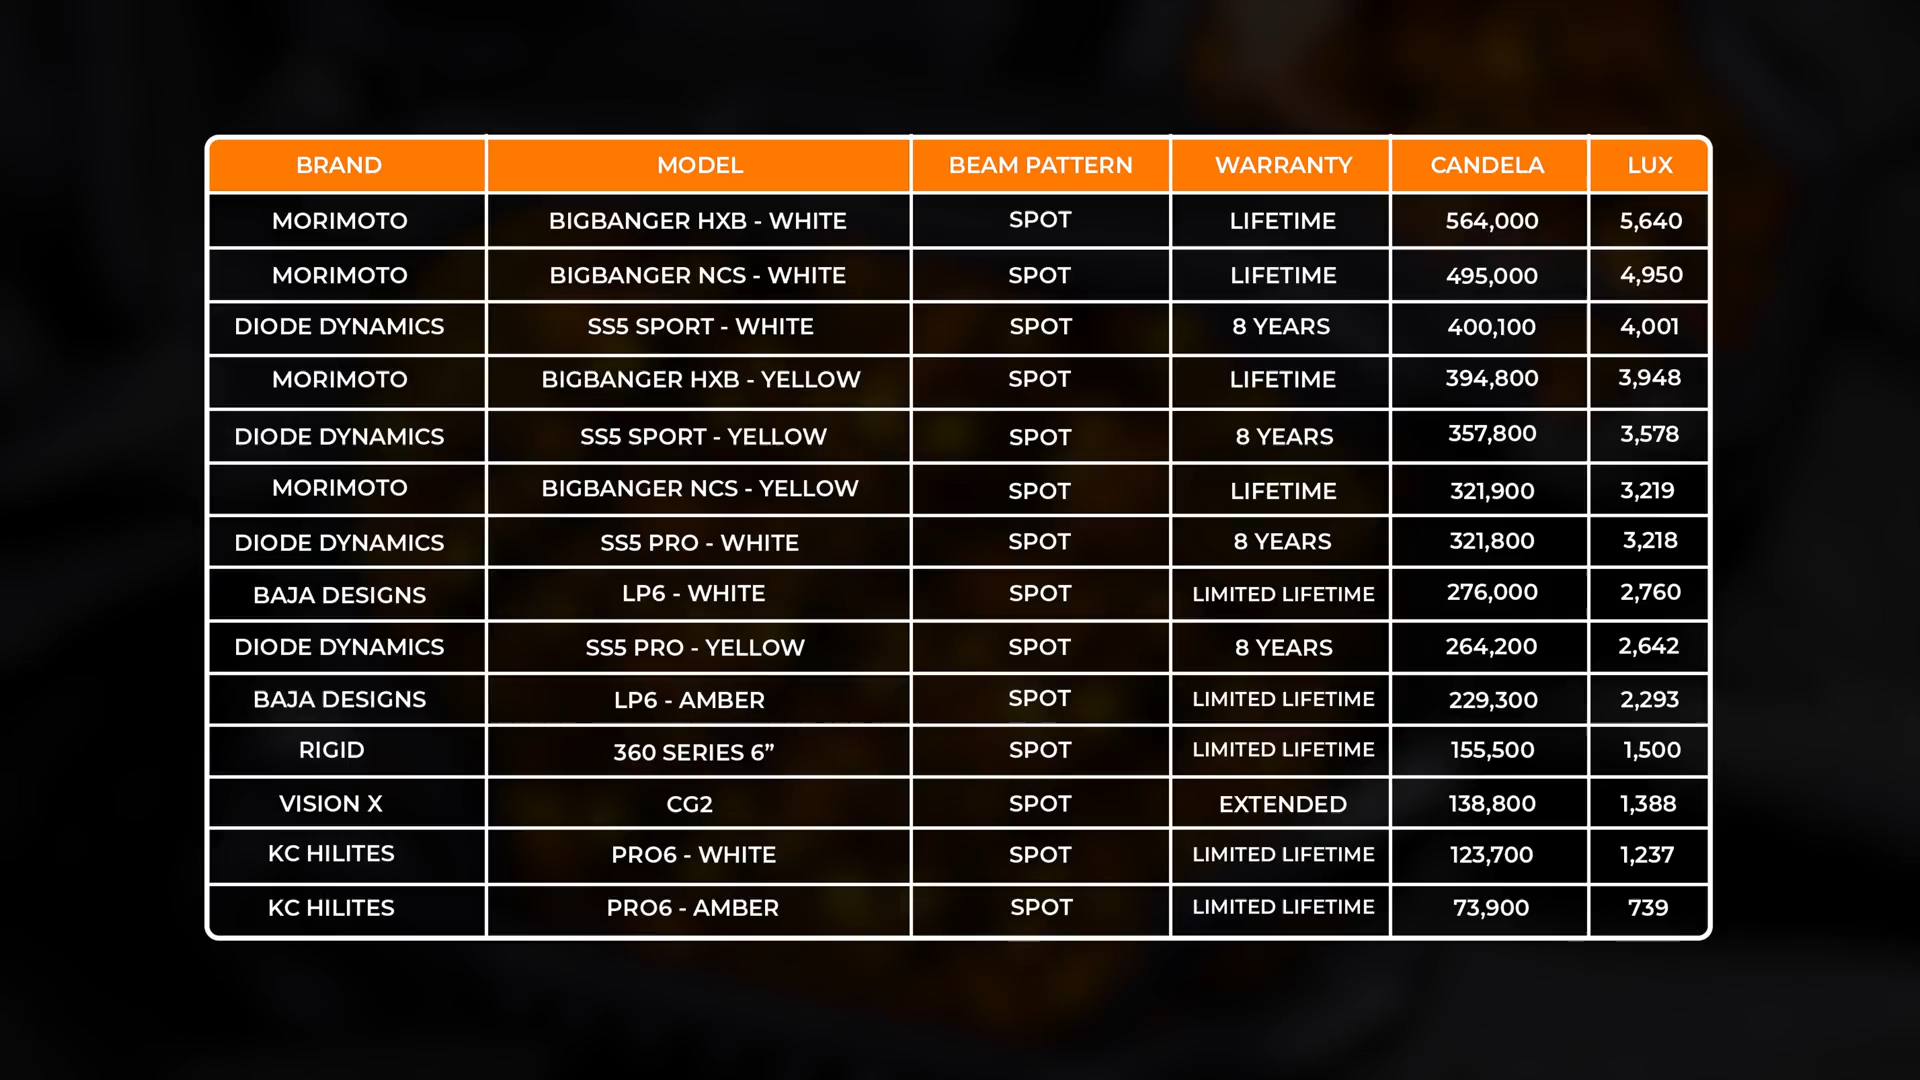 BRAND MODEL BEAM PATTERN WARRANTY CANDELA LUX
MORIMOTO BIGBANGER HXB - WHITE SPOT LIFETIME 564,000 5,640
MORIMOTO BIGBANGER NCS - WHITE SPOT LIFETIME 495,000 4,950
DIODE DYNAMICS SS5 SPORT - WHITE SPOT 8 YEARS 400,100 4,001
MORIMOTO BIGBANGER HXB - YELLOW SPOT LIFETIME 394,800 3,948
DIODE DYNAMICS SS5 SPORT - YELLOW SPOT 8 YEARS 357,800 3,578
MORIMOTO BIGBANGER NCS - YELLOW SPOT LIFETIME 321,900 3,219
DIODE DYNAMICS SS5 PRO - WHITE SPOT 8 YEARS 321,800 3,218
BAJA DESIGNS LP6 - WHITE SPOT LIMITED LIFETIME 276,000 2,760
DIODE DYNAMICS SS5 PRO - YELLOW SPOT 8 YEARS 264,200 2,642
BAJA DESIGNS LP6 - AMBER SPOT LIMITED LIFETIME 229,300 2,293
RIGID 360 SERIES 6” SPOT LIMITED LIFETIME 155,500 1,500
VISION X CG2 SPOT EXTENDED 138,800 1,388
KC HILITES PRO6 - WHITE SPOT LIMITED LIFETIME 123,700 1,237
KC HILITES PRO6 - AMBER SPOT LIMITED LIFETIME 73,900 739